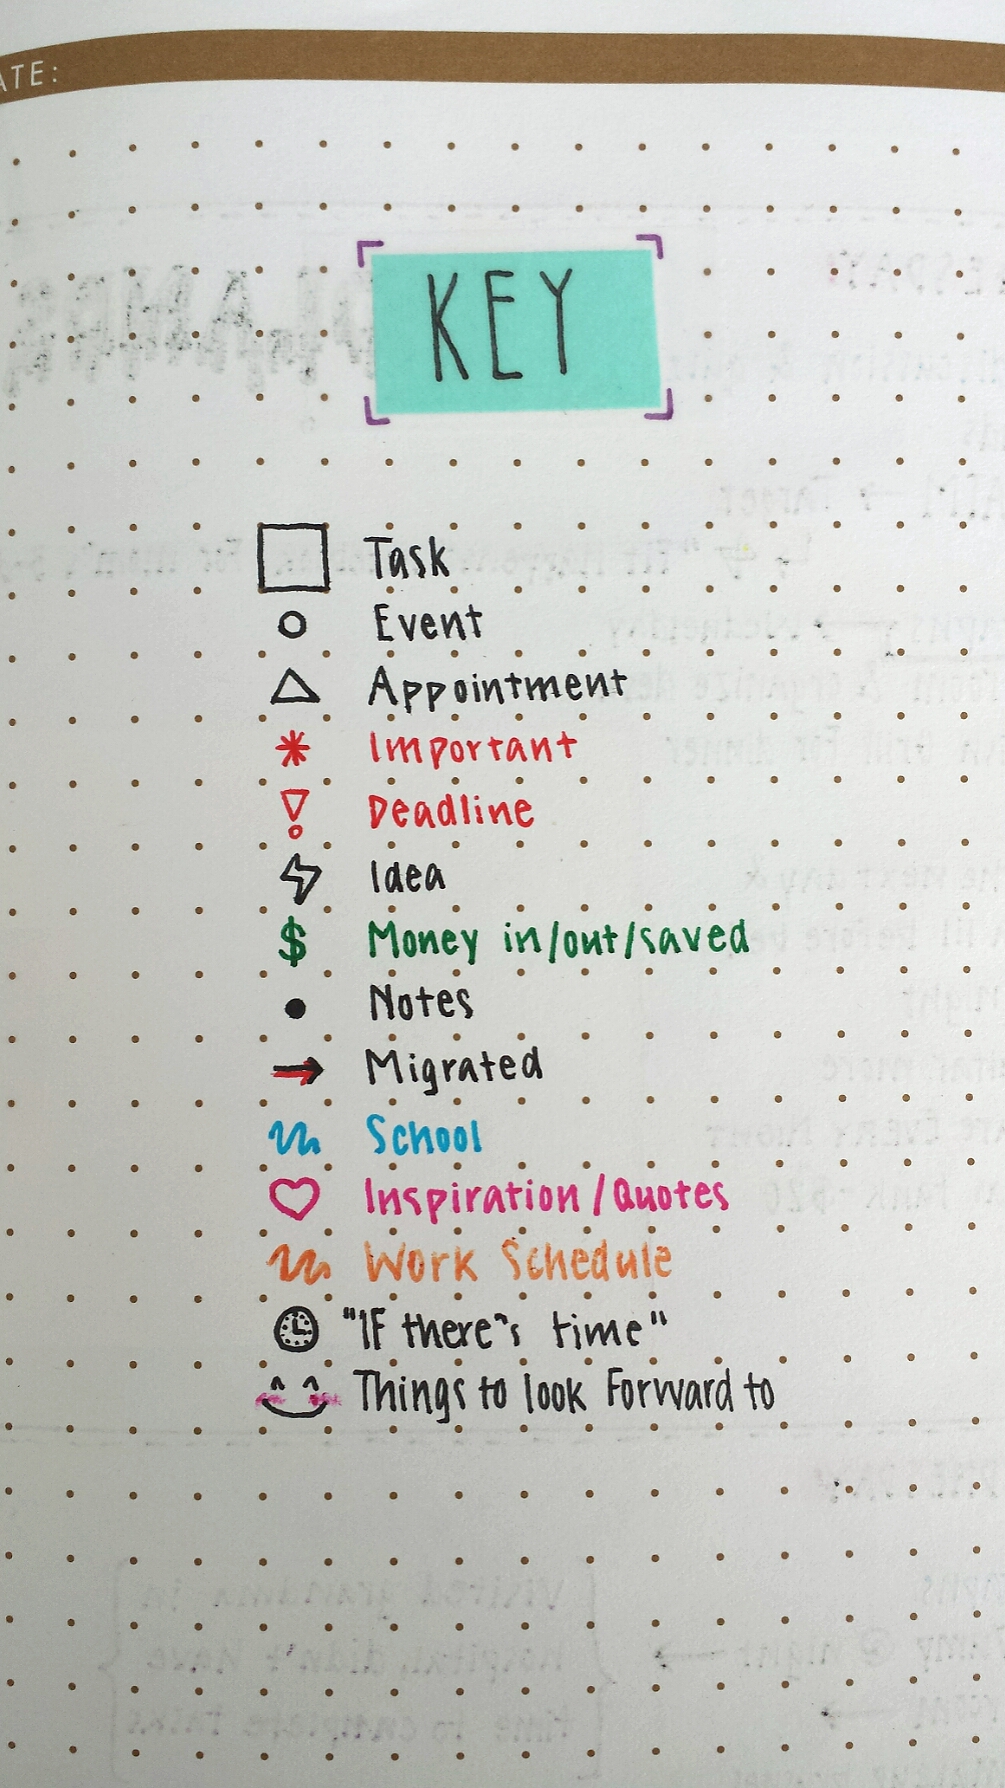 ATE:
KEY
Task
Event
Appointment
Important
Deadline
Idea
$ Money in/out/saved
Notes
Migrated
School
Inspiration/Quotes
Work Schedule
"IF there's time"
Things to look Forward to